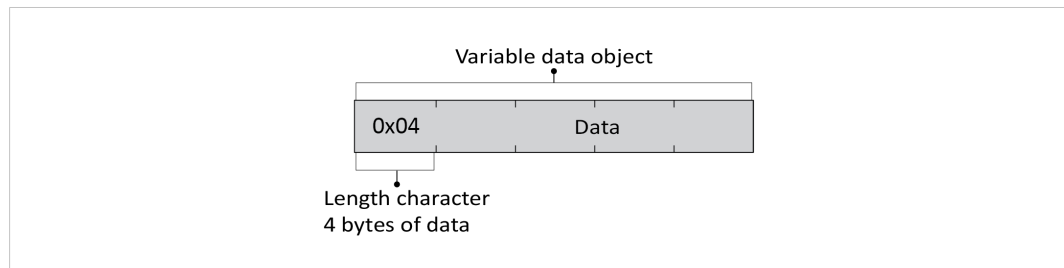 Variable data object
0x04 Data
Length character
4 bytes of data